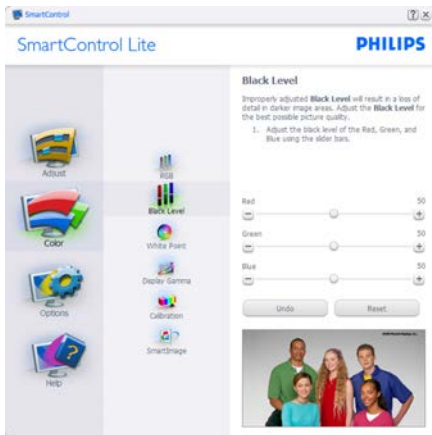 SmartControl
SmartControl Lite
PHILIPS
Adjust
Color
Options
Help
RGB
Black Level
White Point
Display Gamma
Calibration
SmartImage
Black Level
Improperly adjusted Black Level will result in a loss of
detail in darker image areas. Adjust the Black Level for
the best possible picture quality.
1. Adjust the black level of the Red, Green, and
Blue using the slider bars.
Red 50
Green 50
Blue 50
Undo Reset